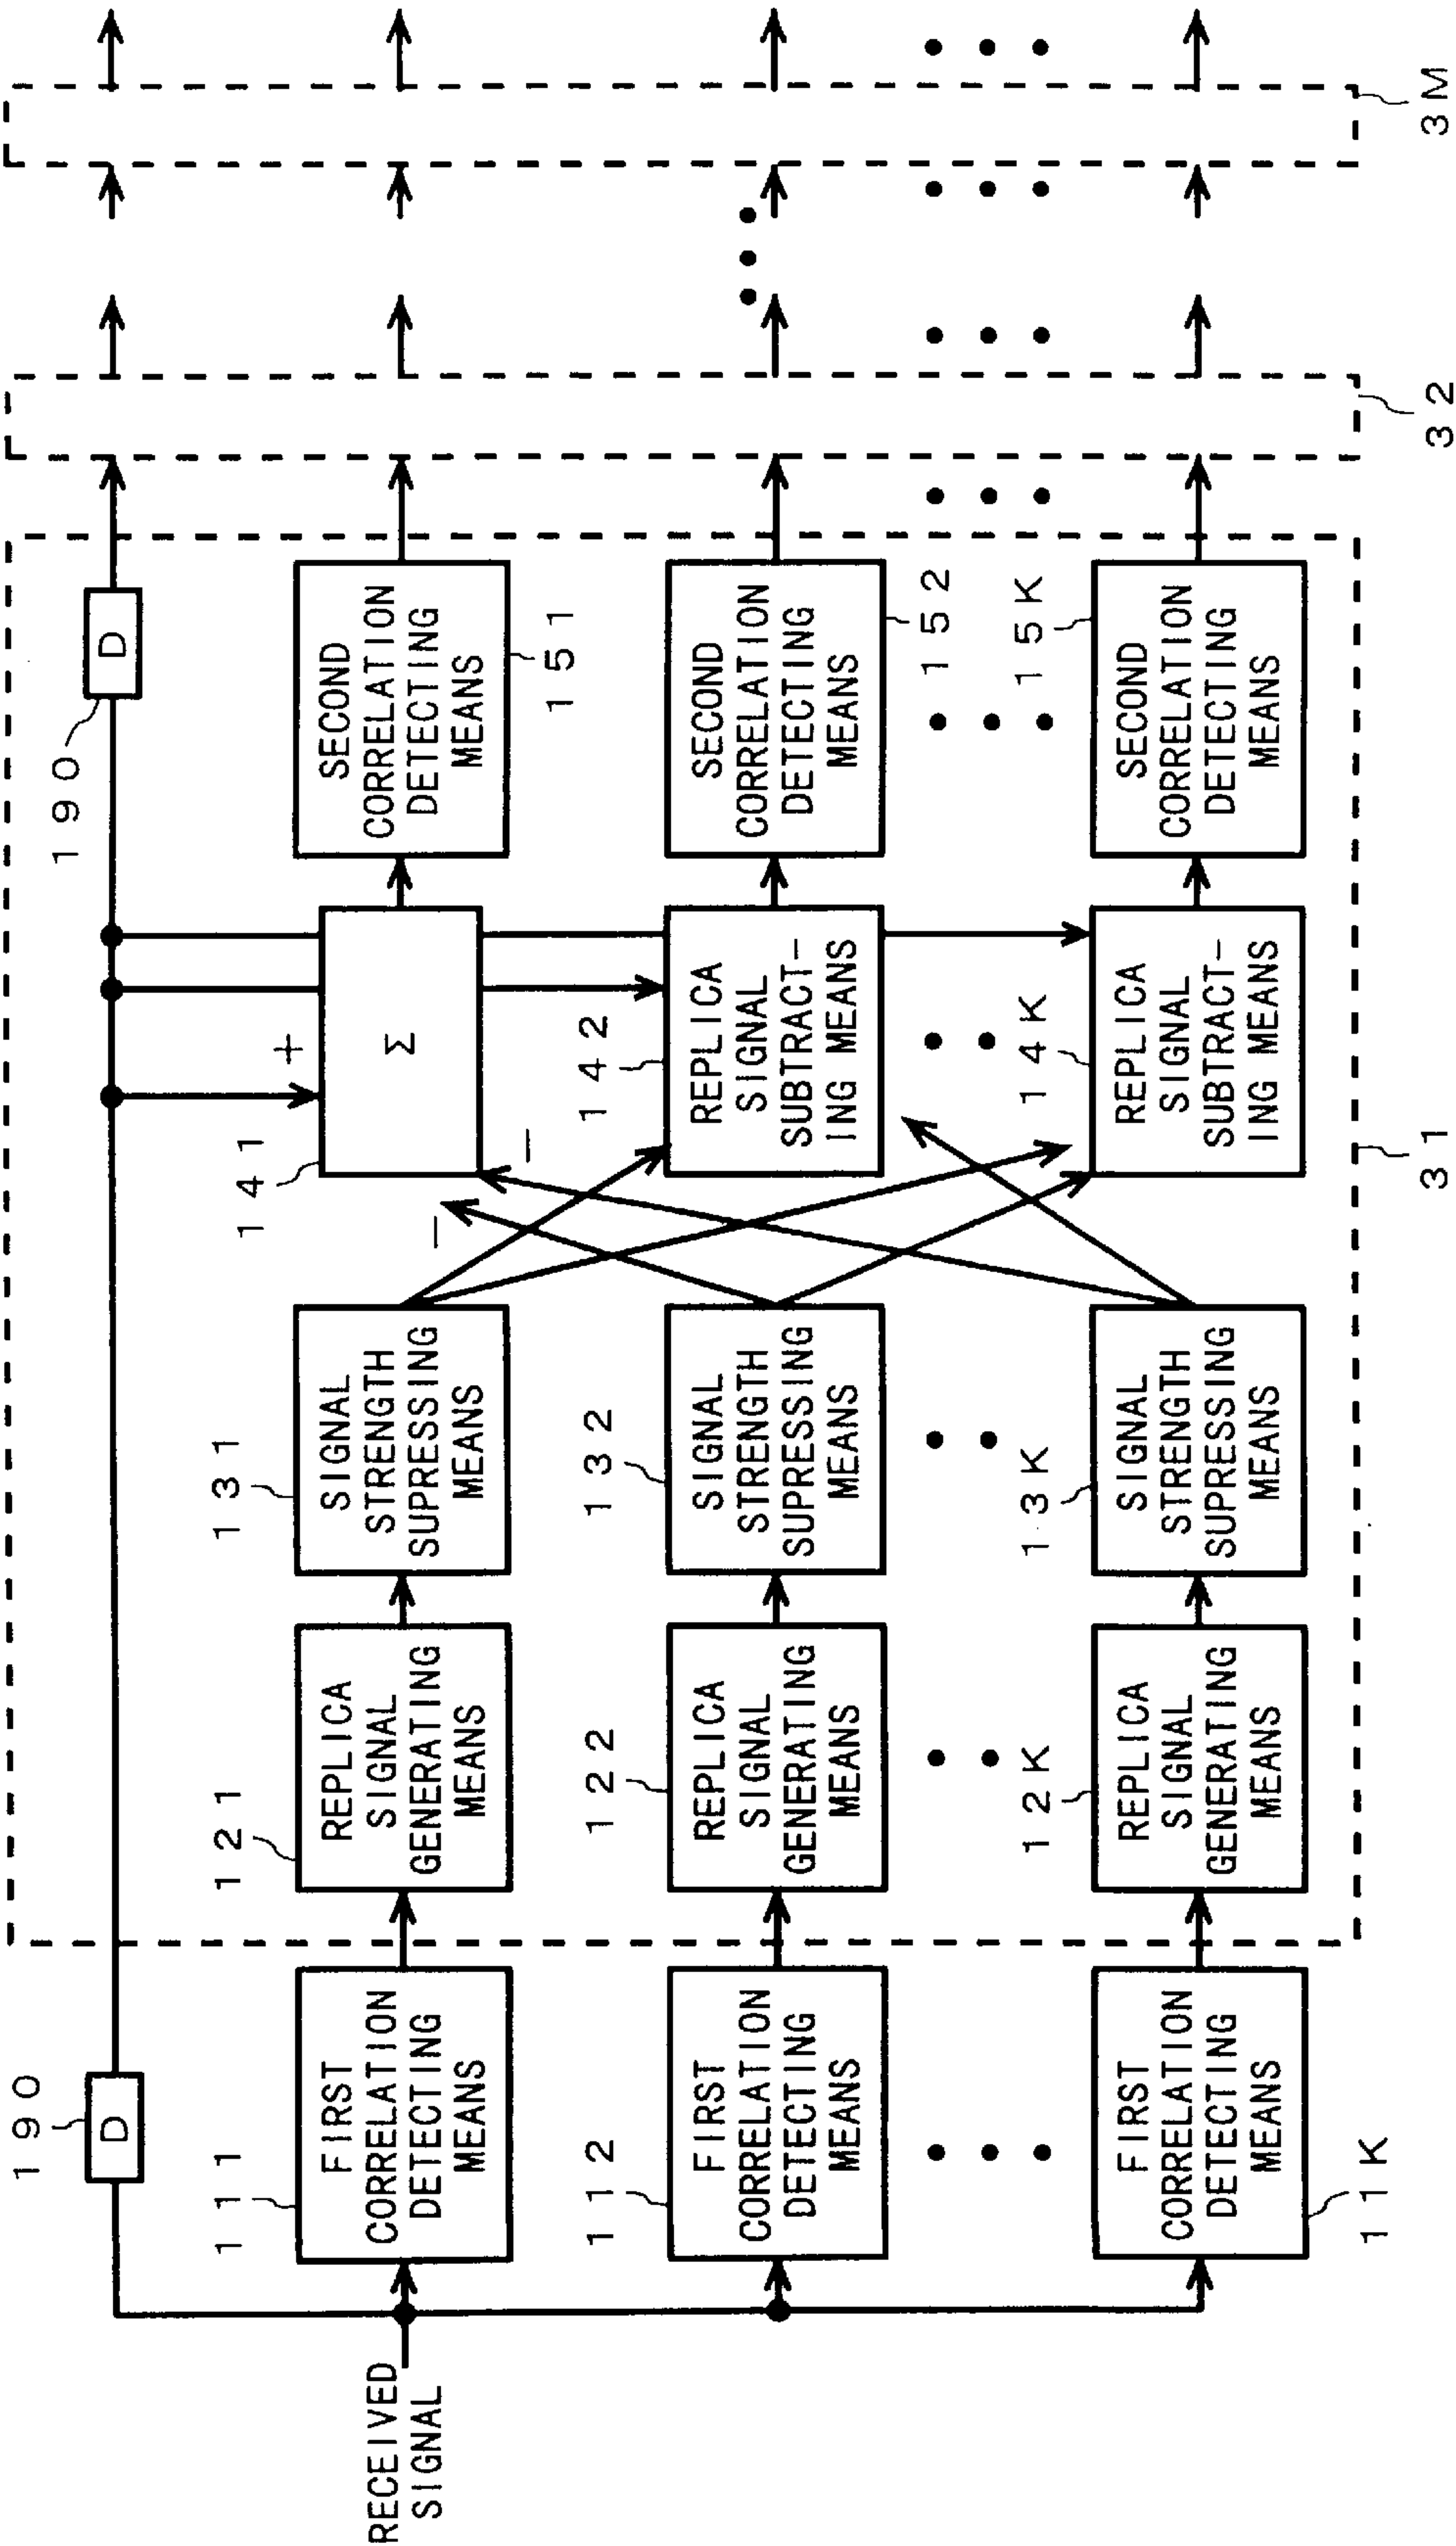 RECEIVED
SIGNAL
190
D
111
FIRST
CORRELATION
DETECTING
MEANS
112
FIRST
CORRELATION
DETECTING
MEANS
11K
FIRST
CORRELATION
DETECTING
MEANS
121
REPLICA
SIGNAL
GENERATING
MEANS
122
REPLICA
SIGNAL
GENERATING
MEANS
12K
REPLICA
SIGNAL
GENERATING
MEANS
131
SIGNAL
STRENGTH
SUPRESSING
MEANS
132
SIGNAL
STRENGTH
SUPRESSING
MEANS
13K
SIGNAL
STRENGTH
SUPRESSING
MEANS
141
+
−
−
Σ
142
REPLICA
SIGNAL
SUBTRACT-
ING MEANS
14K
REPLICA
SIGNAL
SUBTRACT-
ING MEANS
190
D
SECOND
CORRELATION
DETECTING
MEANS
151
SECOND
CORRELATION
DETECTING
MEANS
152
15K
SECOND
CORRELATION
DETECTING
MEANS
31
32
3M